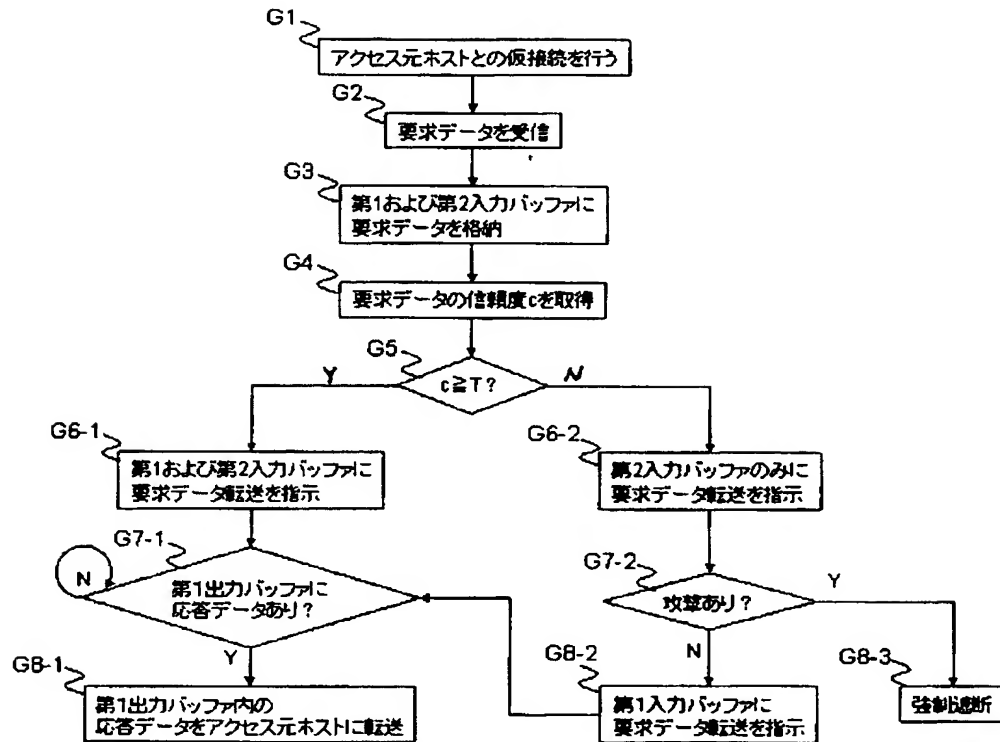 G1
アクセス元ホストとの仮接続を行う
G2
要求データを受信
G3
第1および第2入力バッファに
要求データを格納
G4
要求データの信頼度cを取得
G5
c≧T?
Y
N
G6-1
第1および第2入力バッファに
要求データ転送を指示
G6-2
第2入力バッファのみに
要求データ転送を指示
G7-1
N
第1出力バッファに
応答データあり?
Y
G7-2
攻撃あり?
Y
N
G8-1
第1出力バッファ内の
応答データをアクセス元ホストに転送
G8-2
第1入力バッファに
要求データ転送を指示
G8-3
強制遮断